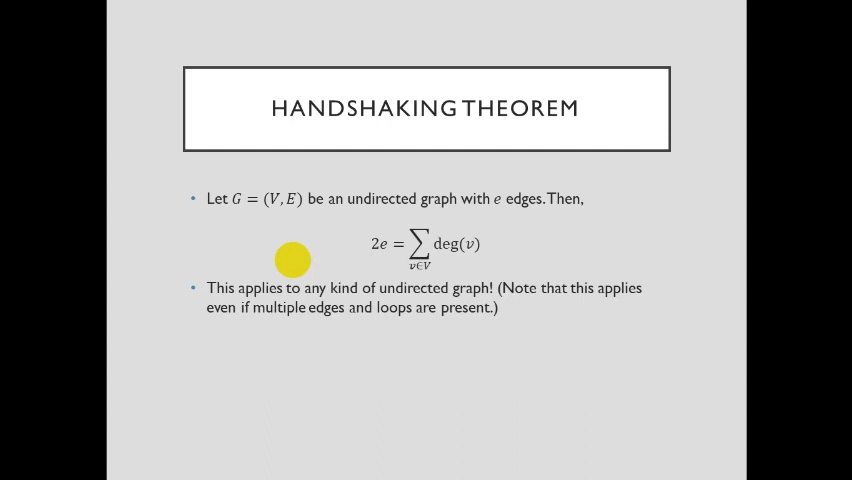 HANDSHAKING THEOREM
• Let G = (V, E) be an undirected graph with e edges. Then,
2e = ∑ deg(v)
v∈V
• This applies to any kind of undirected graph! (Note that this applies
even if multiple edges and loops are present.)